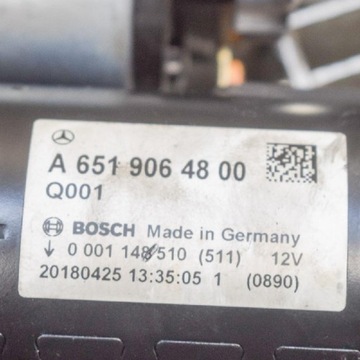 A 651 906 48 00
Q001
BOSCH Made in Germany
↓ 0 001 148 510 (511) 12V
20180425 13:35:05 1 (0890)